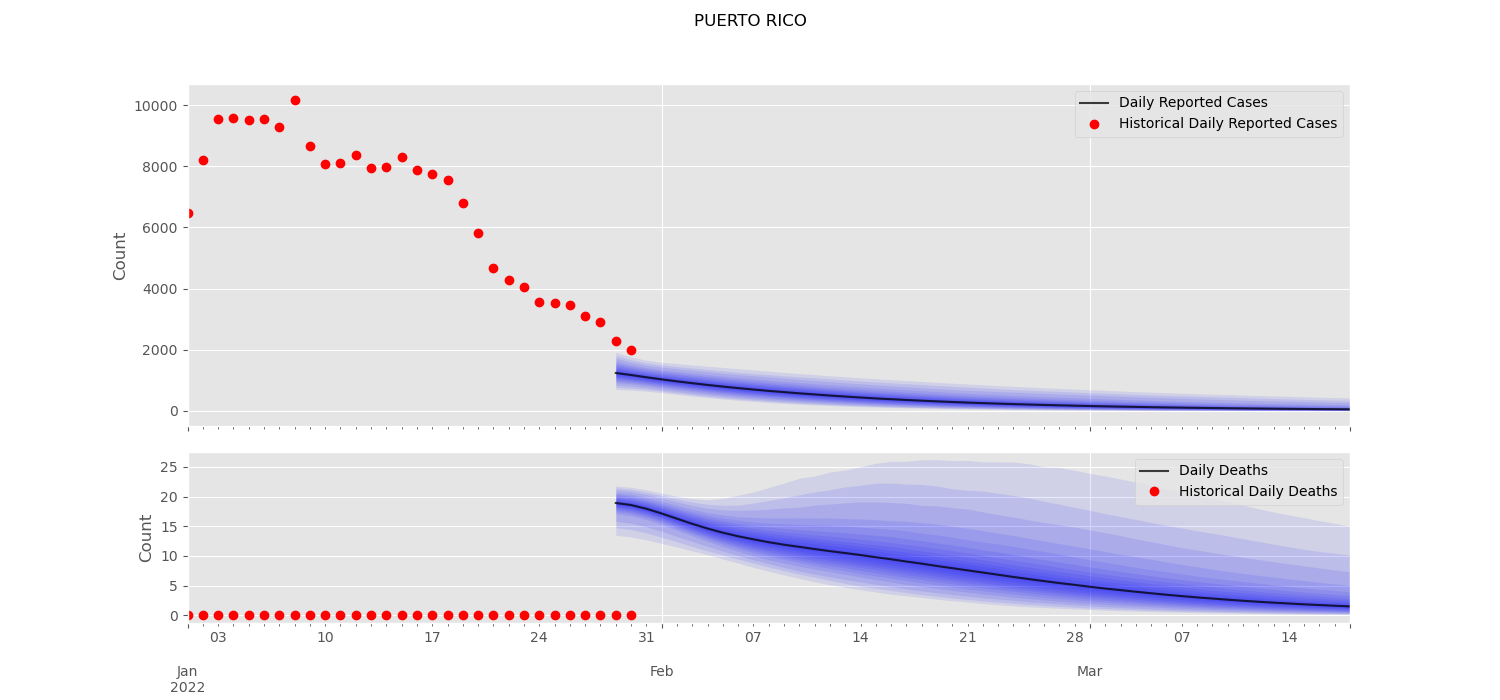 PUERTO RICO
10000
8000
6000
4000
2000
0
Count
Daily Reported Cases
Historical Daily Reported Cases
25
20
15
10
5
0
Count
Daily Deaths
Historical Daily Deaths
03 10 17 24 31 07 14 21 28 07 14
Jan Feb Mar
2022